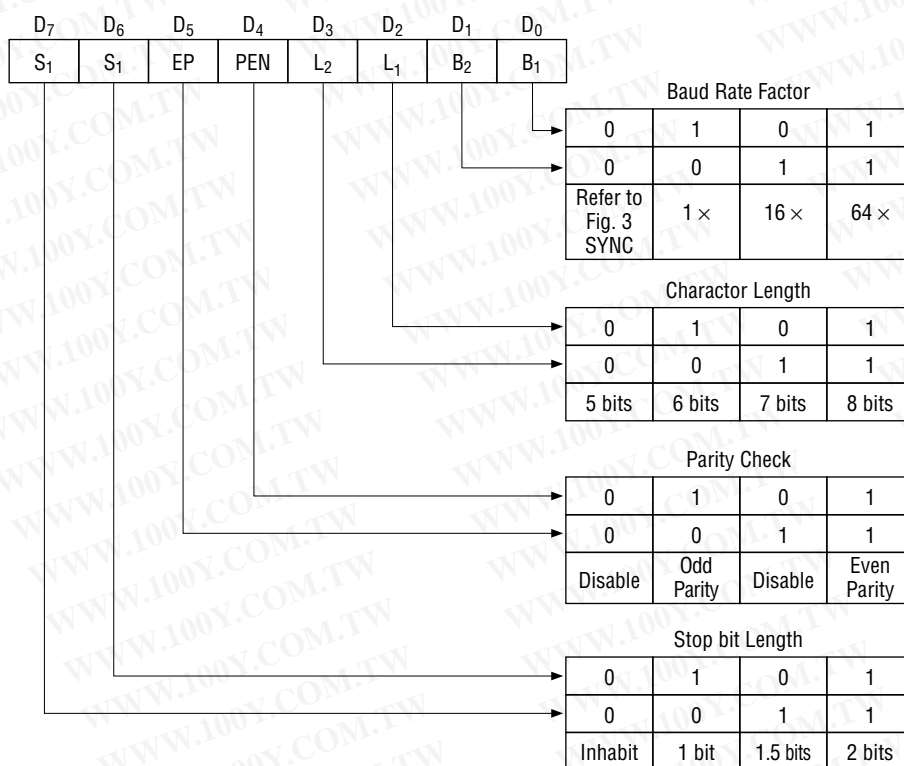 D7 D6 D5 D4 D3 D2 D1 D0
S1 S1 EP PEN L2 L1 B2 B1
Baud Rate Factor
0 1 0 1
0 0 1 1
Refer to Fig. 3 SYNC 1 × 16 × 64 ×
Charactor Length
0 1 0 1
0 0 1 1
5 bits 6 bits 7 bits 8 bits
Parity Check
0 1 0 1
0 0 1 1
Disable Odd Parity Disable Even Parity
Stop bit Length
0 1 0 1
0 0 1 1
Inhabit 1 bit 1.5 bits 2 bits
WWW.100Y.COM.TW